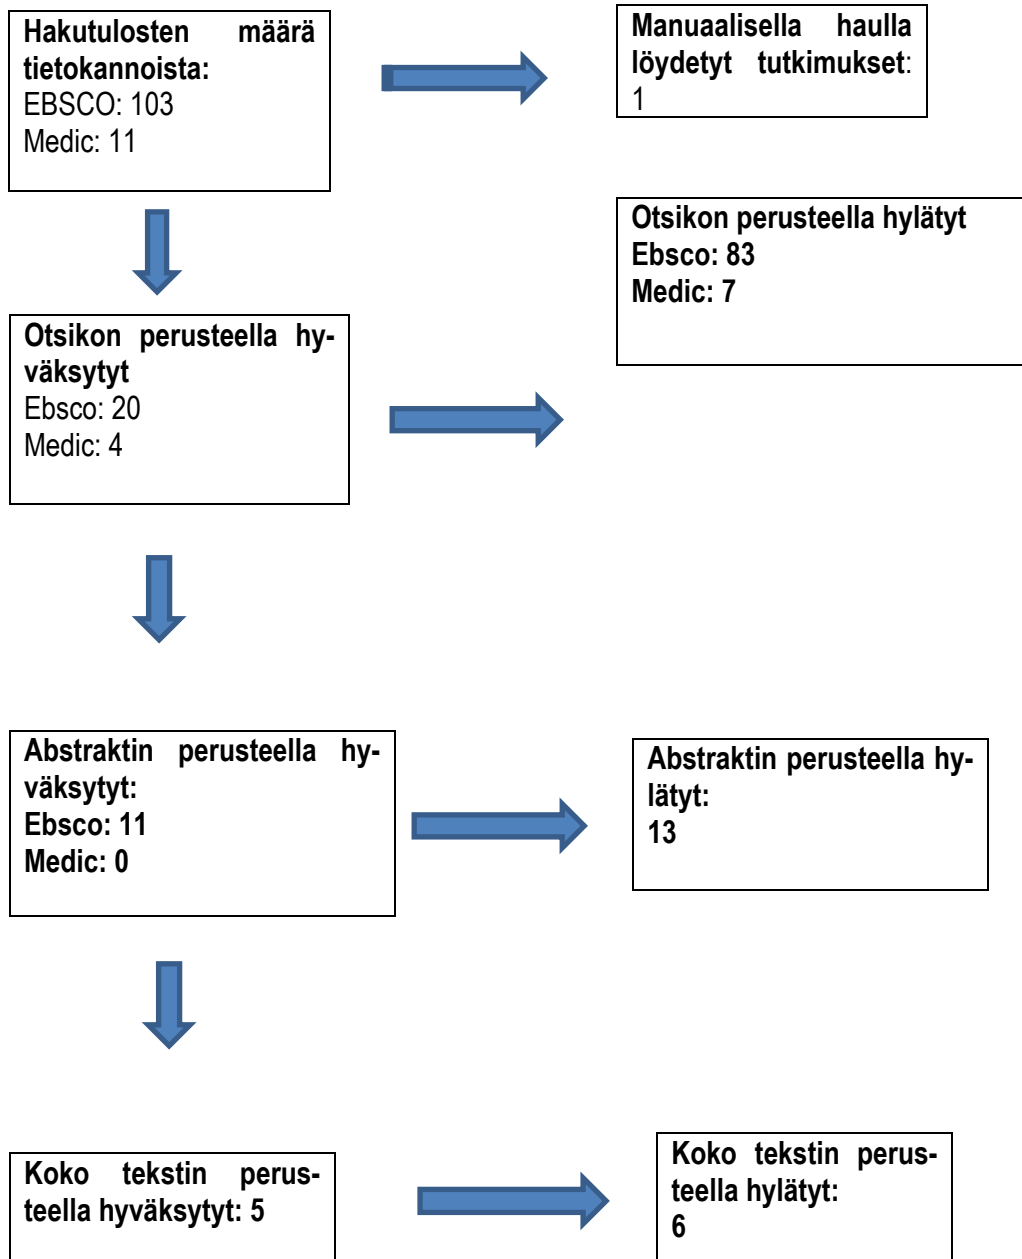 Hakutulosten määrä
tietokannoista:
EBSCO: 103
Medic: 11
Manuaalisella haulla
löydetyt tutkimukset:
1
Otsikon perusteella hylätyt
Ebsco: 83
Medic: 7
Otsikon perusteella hy-
väksytyt
Ebsco: 20
Medic: 4
Abstraktin perusteella hy-
väksytyt:
Ebsco: 11
Medic: 0
Abstraktin perusteella hy-
lätyt:
13
Koko tekstin perus-
teella hyväksytyt: 5
Koko tekstin perus-
teella hylätyt:
6